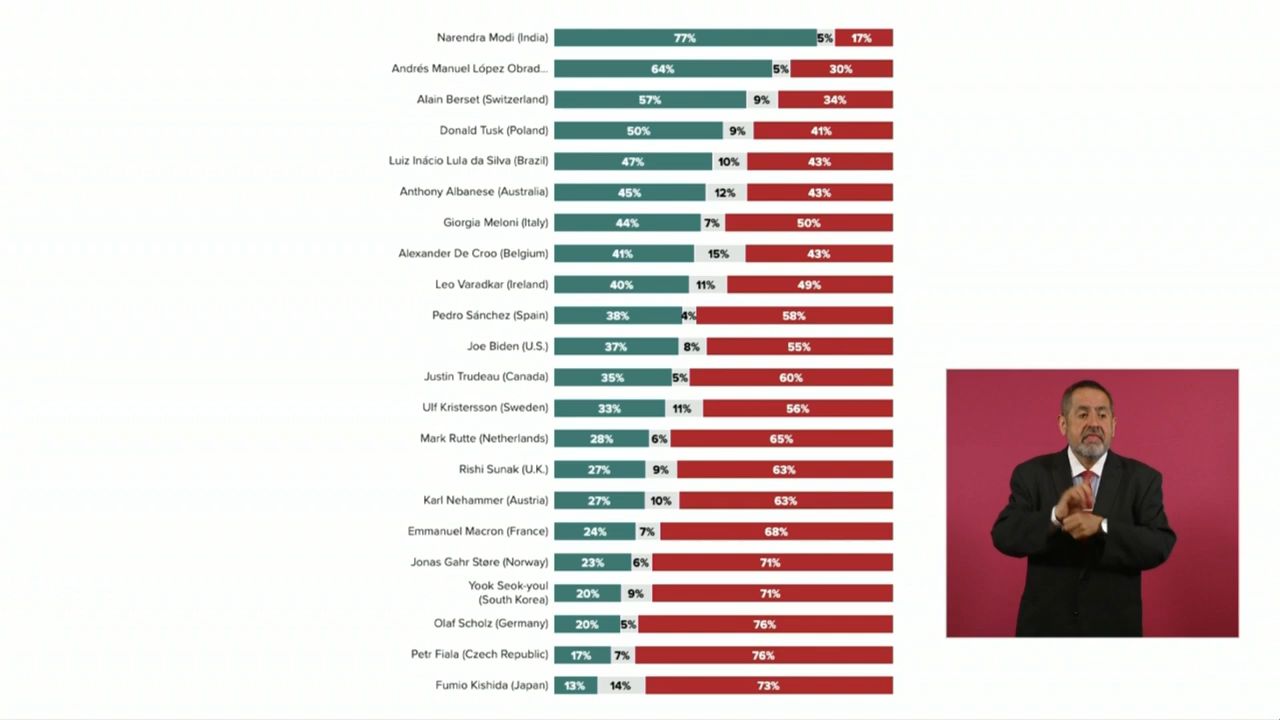 Narendra Modi (India) 77% 5% 17%
Andrés Manuel López Obrad... 64% 5% 30%
Alain Berset (Switzerland) 57% 9% 34%
Donald Tusk (Poland) 50% 9% 41%
Luiz Inácio Lula da Silva (Brazil) 47% 10% 43%
Anthony Albanese (Australia) 45% 12% 43%
Giorgia Meloni (Italy) 44% 7% 50%
Alexander De Croo (Belgium) 41% 15% 43%
Leo Varadkar (Ireland) 40% 11% 49%
Pedro Sánchez (Spain) 38% 4% 58%
Joe Biden (U.S.) 37% 8% 55%
Justin Trudeau (Canada) 35% 5% 60%
Ulf Kristersson (Sweden) 33% 11% 56%
Mark Rutte (Netherlands) 28% 6% 65%
Rishi Sunak (U.K.) 27% 9% 63%
Karl Nehammer (Austria) 27% 10% 63%
Emmanuel Macron (France) 24% 7% 68%
Jonas Gahr Støre (Norway) 23% 6% 71%
Yook Seok-youl
(South Korea) 20% 9% 71%
Olaf Scholz (Germany) 20% 5% 76%
Petr Fiala (Czech Republic) 17% 7% 76%
Fumio Kishida (Japan) 13% 14% 73%